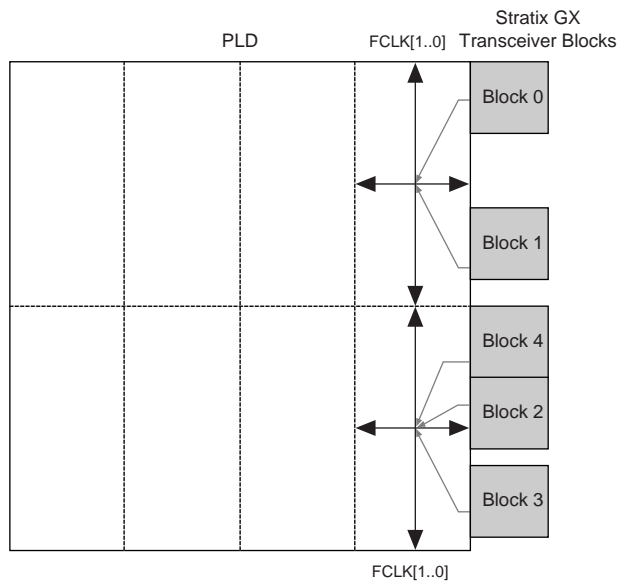 Stratix GX
PLD FCLK[1..0] Transceiver Blocks
Block 0
Block 1
Block 4
Block 2
Block 3
FCLK[1..0]